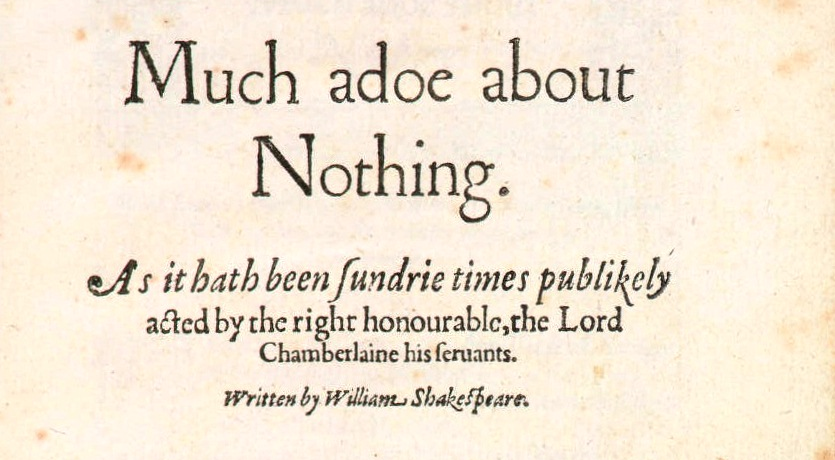 Much adoe about
Nothing.
As it hath been ſundrie times publikely
acted by the right honourable, the Lord
Chamberlaine his ſeruants.
Written by William Shakeſpeare.